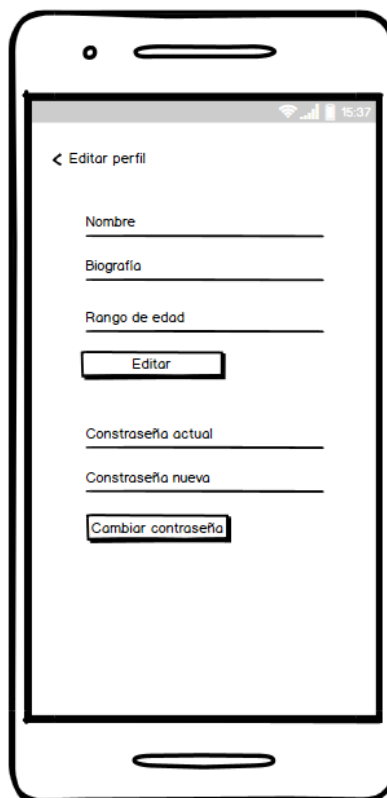 15:37
Editar perfil
Nombre
Biografía
Rango de edad
Editar
Constraseña actual
Constraseña nueva
Cambiar contraseña